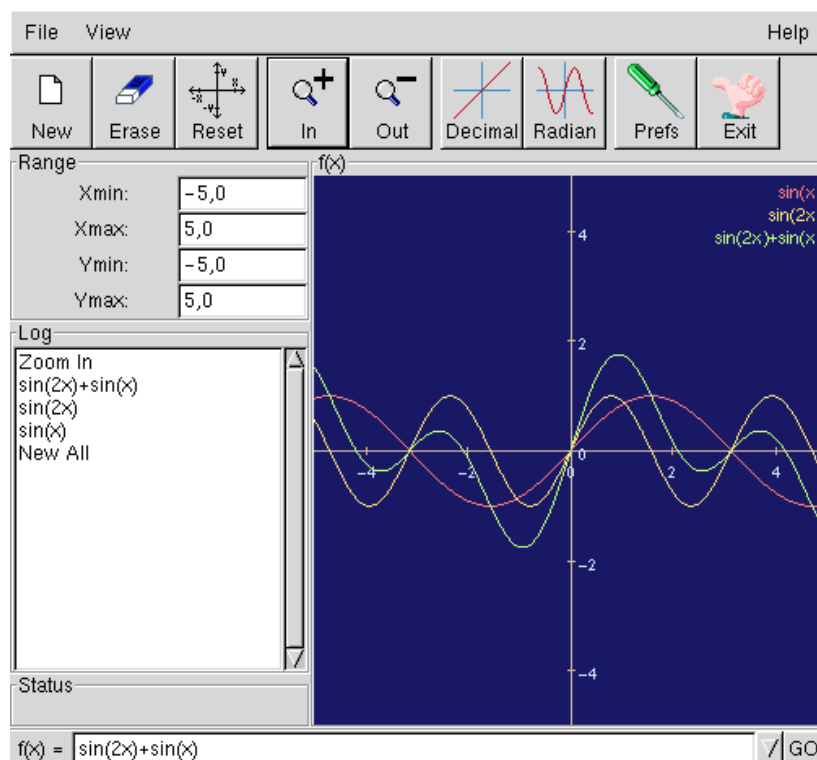 File View Help
New Erase Reset In Out Decimal Radian Prefs Exit
Range
Xmin: -5,0
Xmax: 5,0
Ymin: -5,0
Ymax: 5,0
Log
Zoom In
sin(2x)+sin(x)
sin(2x)
sin(x)
New All
Status
f(x)
sin(x
sin(2x
sin(2x)+sin(x
4
2
0
-4 -2 0 2 4
-2
-4
f(x) = sin(2x)+sin(x) GO